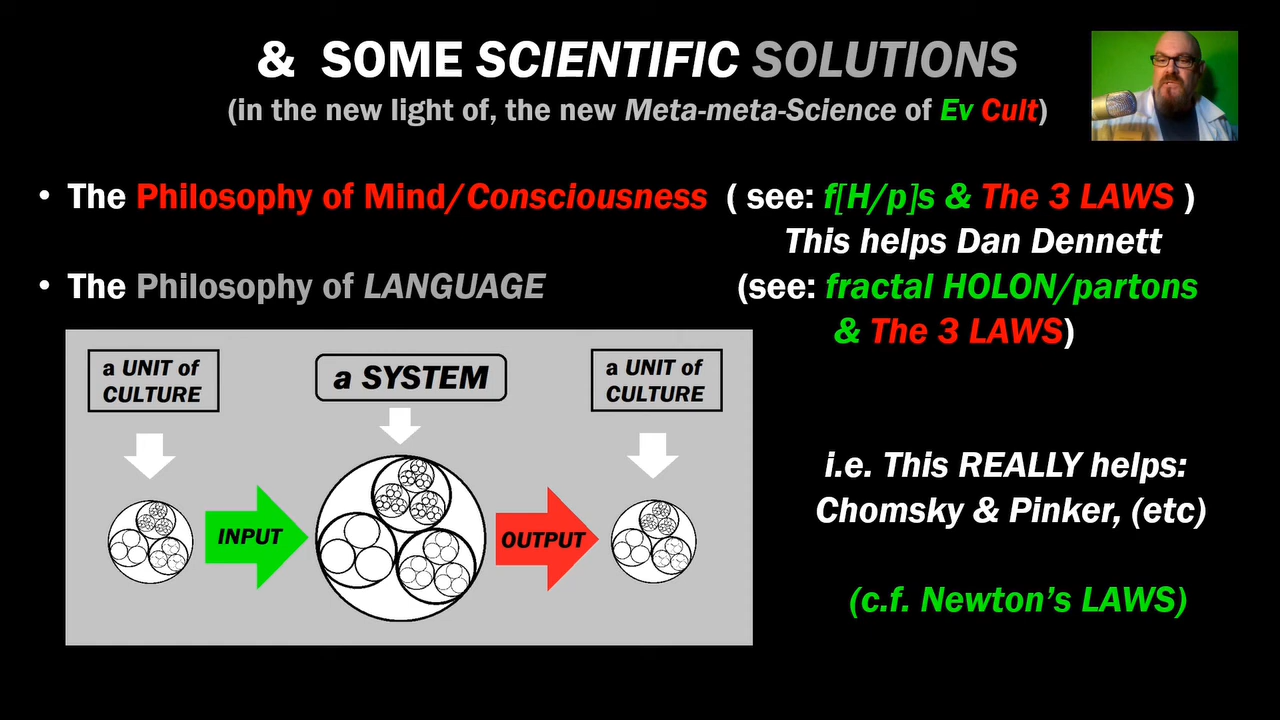 & SOME SCIENTIFIC SOLUTIONS
(in the new light of, the new Meta-meta-Science of Ev Cult)
• The Philosophy of Mind/Consciousness ( see: f[H/p]s & The 3 LAWS )
This helps Dan Dennett
• The Philosophy of LANGUAGE (see: fractal HOLON/partons
& The 3 LAWS)
a UNIT of
CULTURE
a SYSTEM
a UNIT of
CULTURE
INPUT
OUTPUT
i.e. This REALLY helps:
Chomsky & Pinker, (etc)
(c.f. Newton's LAWS)